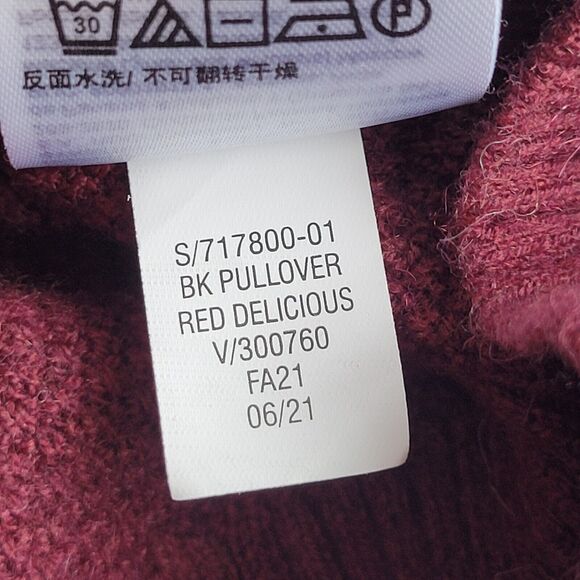 30
P
反面水洗/ 不可翻转干燥
S/717800-01
BK PULLOVER
RED DELICIOUS
V/300760
FA21
06/21